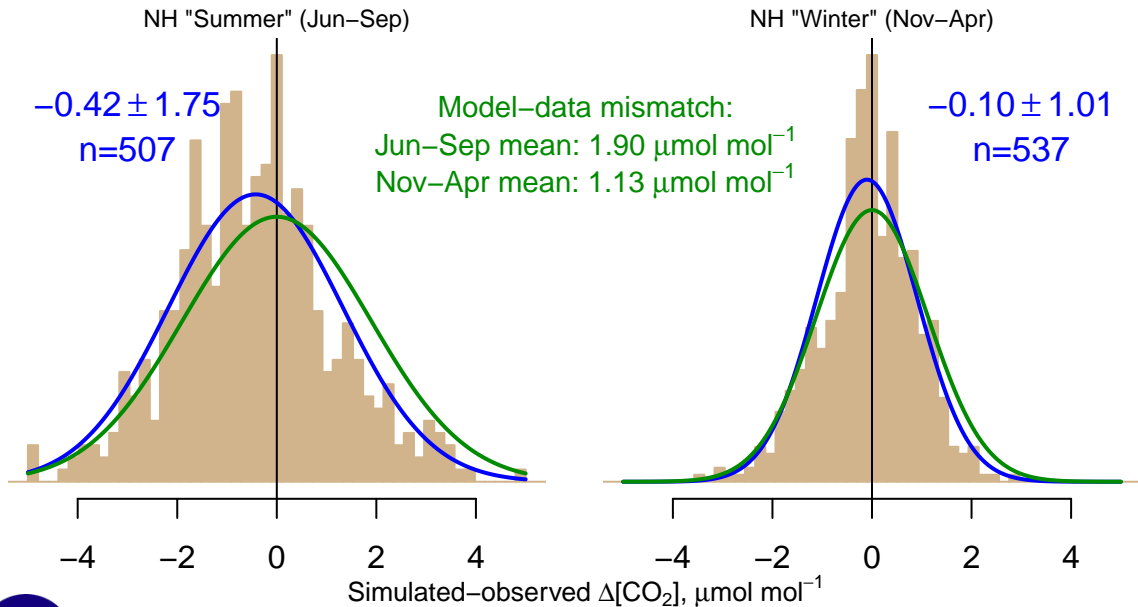 NH "Summer" (Jun−Sep)
−0.42 ± 1.75
n=507
Model−data mismatch:
Jun−Sep mean: 1.90 μmol mol⁻¹
Nov−Apr mean: 1.13 μmol mol⁻¹
NH "Winter" (Nov−Apr)
−0.10 ± 1.01
n=537
−4 −2 0 2 4
−4 −2 0 2 4
Simulated−observed Δ[CO₂], μmol mol⁻¹